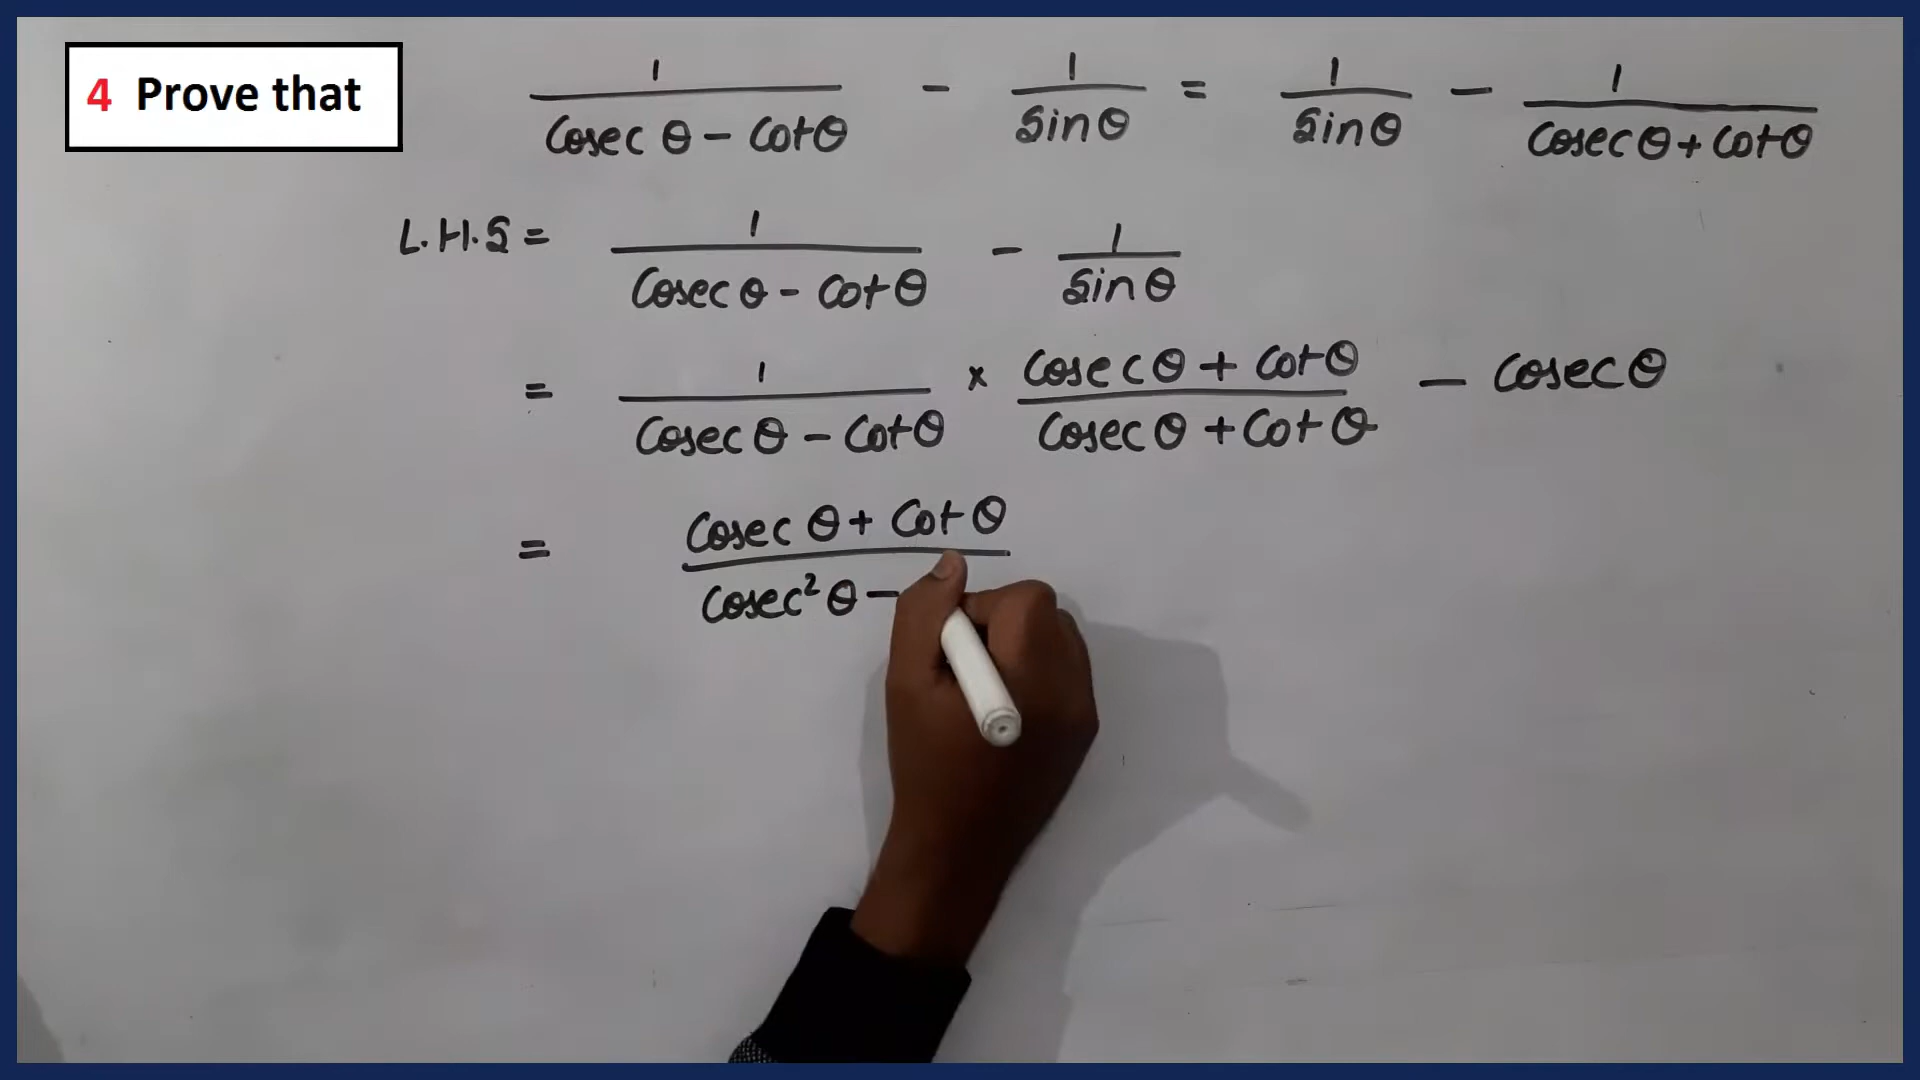 4 Prove that
1/(Cosec θ - Cot θ) - 1/Sin θ = 1/Sin θ - 1/(Cosec θ + Cot θ)
L.H.S = 1/(Cosec θ - Cot θ) - 1/Sin θ
= 1/(Cosec θ - Cot θ) × (Cosec θ + Cot θ)/(Cosec θ + Cot θ) - Cosec θ
= (Cosec θ + Cot θ)/(Cosec² θ -